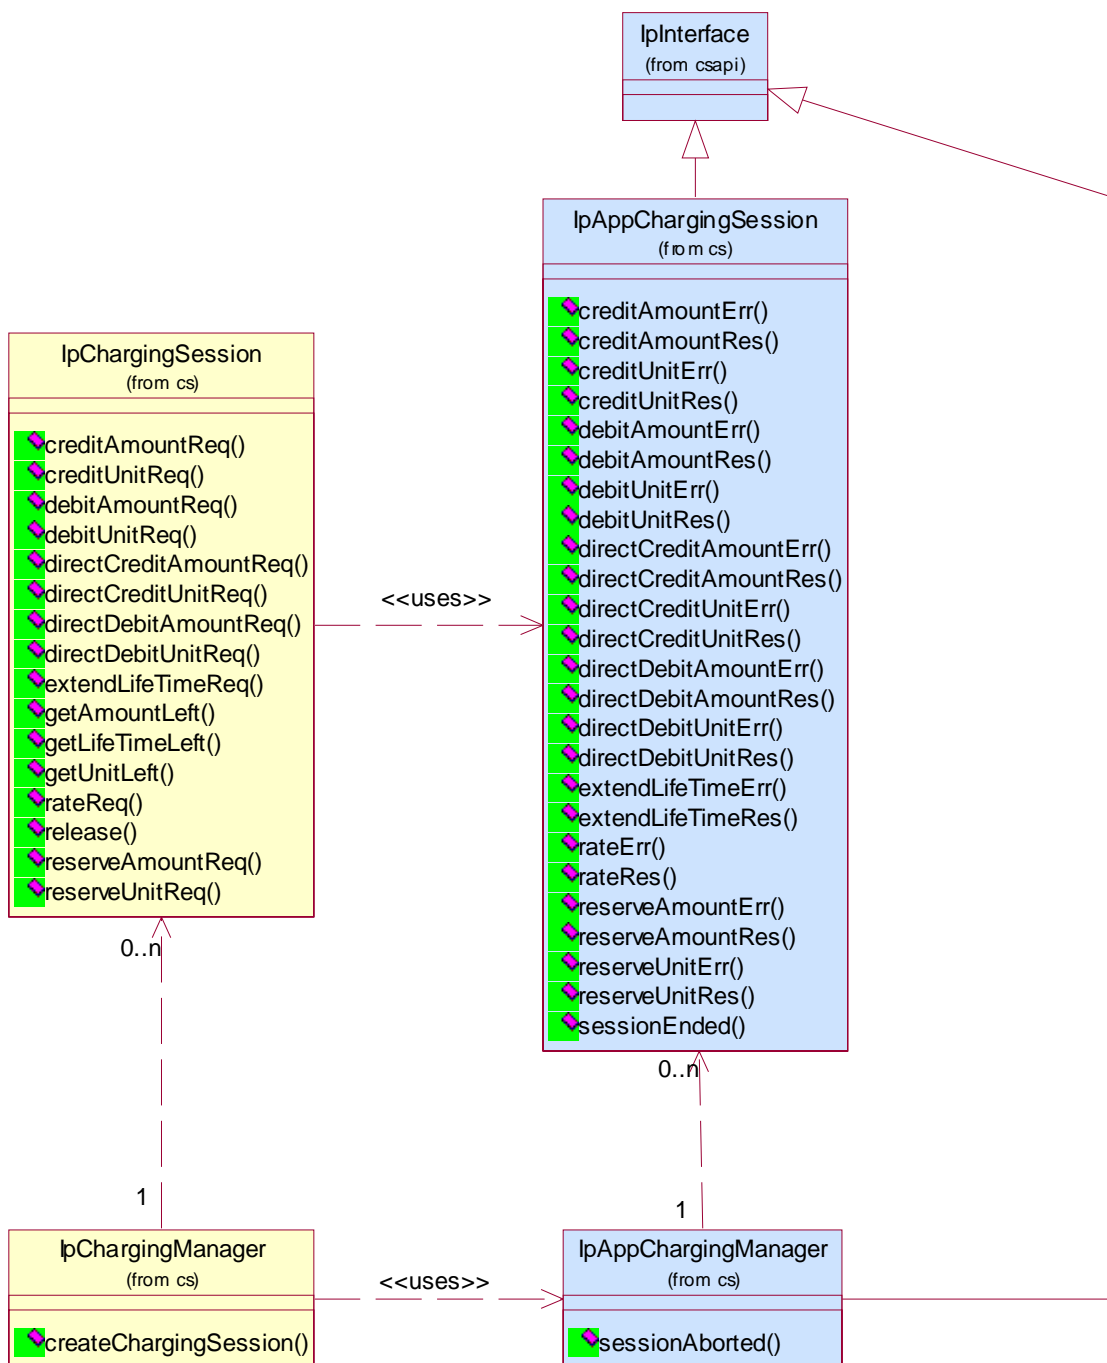 IpInterface
(from csapi)
IpAppChargingSession
(from cs)
creditAmountErr()
creditAmountRes()
creditUnitErr()
creditUnitRes()
debitAmountErr()
debitAmountRes()
debitUnitErr()
debitUnitRes()
directCreditAmountErr()
directCreditAmountRes()
directCreditUnitErr()
directCreditUnitRes()
directDebitAmountErr()
directDebitAmountRes()
directDebitUnitErr()
directDebitUnitRes()
extendLifeTimeErr()
extendLifeTimeRes()
rateErr()
rateRes()
reserveAmountErr()
reserveAmountRes()
reserveUnitErr()
reserveUnitRes()
sessionEnded()
IpChargingSession
(from cs)
creditAmountReq()
creditUnitReq()
debitAmountReq()
debitUnitReq()
directCreditAmountReq()
directCreditUnitReq()
directDebitAmountReq()
directDebitUnitReq()
extendLifeTimeReq()
getAmountLeft()
getLifeTimeLeft()
getUnitLeft()
rateReq()
release()
reserveAmountReq()
reserveUnitReq()
<<uses>>
0..n
0..n
1
1
IpChargingManager
(from cs)
createChargingSession()
<<uses>>
IpAppChargingManager
(from cs)
sessionAborted()